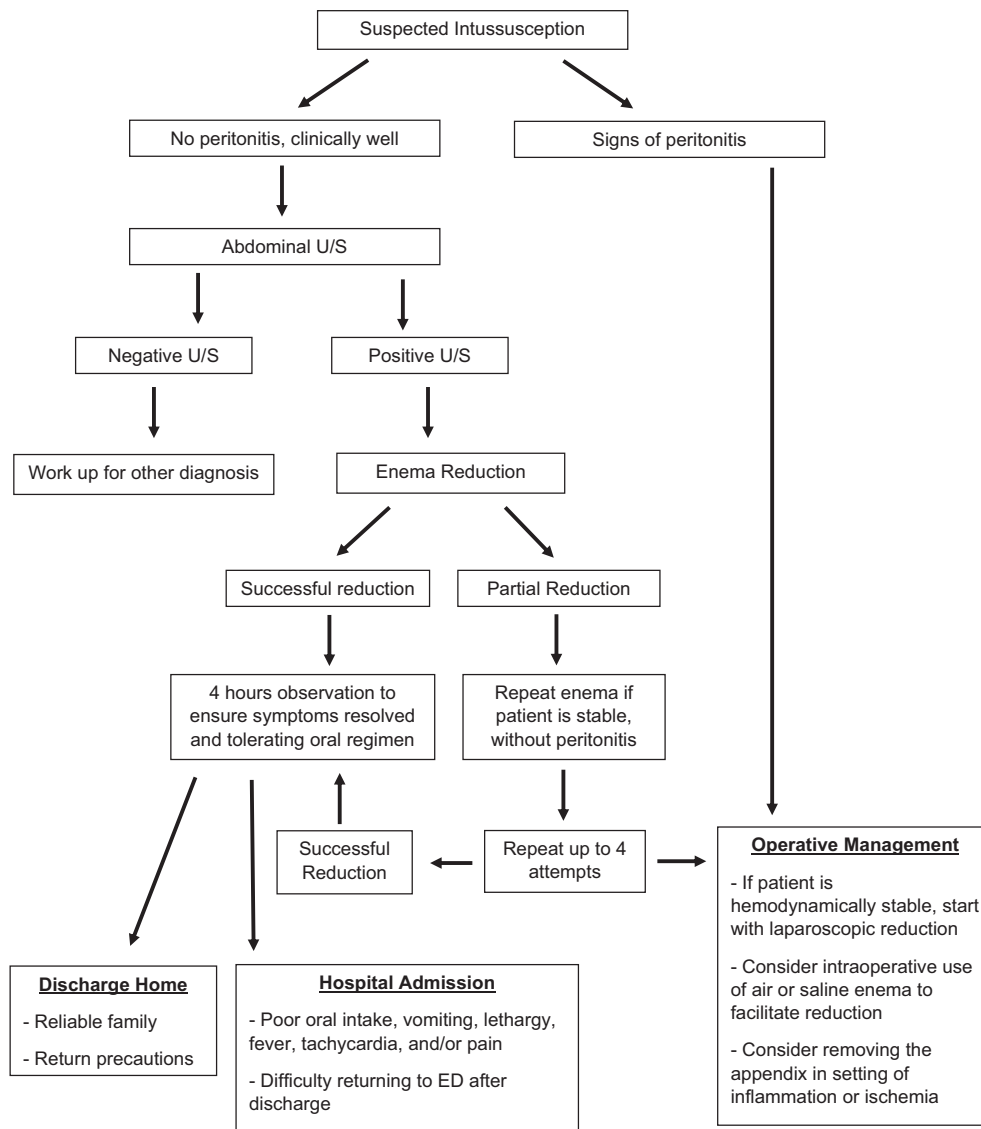 Suspected Intussusception
No peritonitis, clinically well
Signs of peritonitis
Abdominal U/S
Negative U/S
Positive U/S
Work up for other diagnosis
Enema Reduction
Successful reduction
Partial Reduction
4 hours observation to
ensure symptoms resolved
and tolerating oral regimen
Repeat enema if
patient is stable,
without peritonitis
Successful
Reduction
Repeat up to 4
attempts
Operative Management
- If patient is
hemodynamically stable, start
with laparoscopic reduction
- Consider intraoperative use
of air or saline enema to
facilitate reduction
- Consider removing the
appendix in setting of
inflammation or ischemia
Discharge Home
- Reliable family
- Return precautions
Hospital Admission
- Poor oral intake, vomiting, lethargy,
fever, tachycardia, and/or pain
- Difficulty returning to ED after
discharge